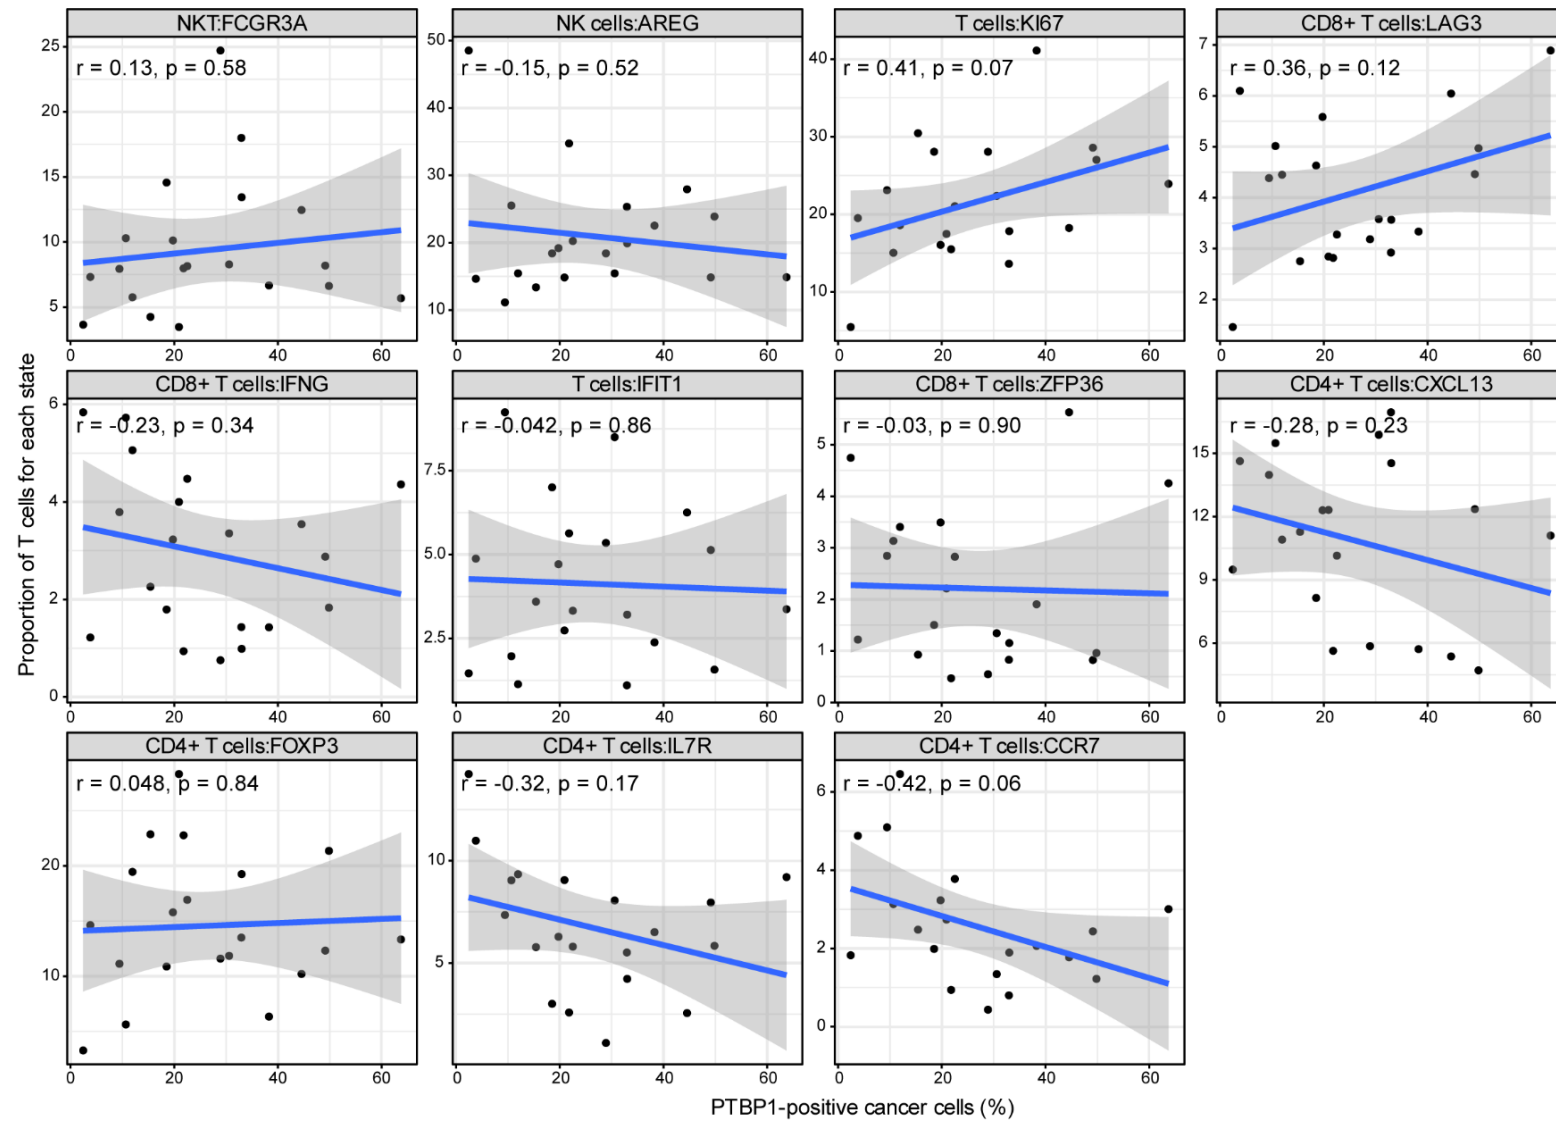 NKT:FCGR3A
r = 0.13, p = 0.58
25
20
15
10
5
0 20 40 60
NK cells:AREG
r = -0.15, p = 0.52
50
40
30
20
10
0 20 40 60
T cells:KI67
r = 0.41, p = 0.07
40
30
20
10
0 20 40 60
CD8+ T cells:LAG3
r = 0.36, p = 0.12
7
6
5
4
3
2
0 20 40 60
CD8+ T cells:IFNG
r = -0.23, p = 0.34
6
4
2
0
0 20 40 60
T cells:IFIT1
r = -0.042, p = 0.86
7.5
5.0
2.5
0 20 40 60
CD8+ T cells:ZFP36
r = -0.03, p = 0.90
5
4
3
2
1
0
0 20 40 60
CD4+ T cells:CXCL13
r = -0.28, p = 0.23
15
12
9
6
0 20 40 60
CD4+ T cells:FOXP3
r = 0.048, p = 0.84
20
10
0 20 40 60
CD4+ T cells:IL7R
r = -0.32, p = 0.17
10
5
0 20 40 60
CD4+ T cells:CCR7
r = -0.42, p = 0.06
6
4
2
0
0 20 40 60
Proportion of T cells for each state
PTBP1-positive cancer cells (%)